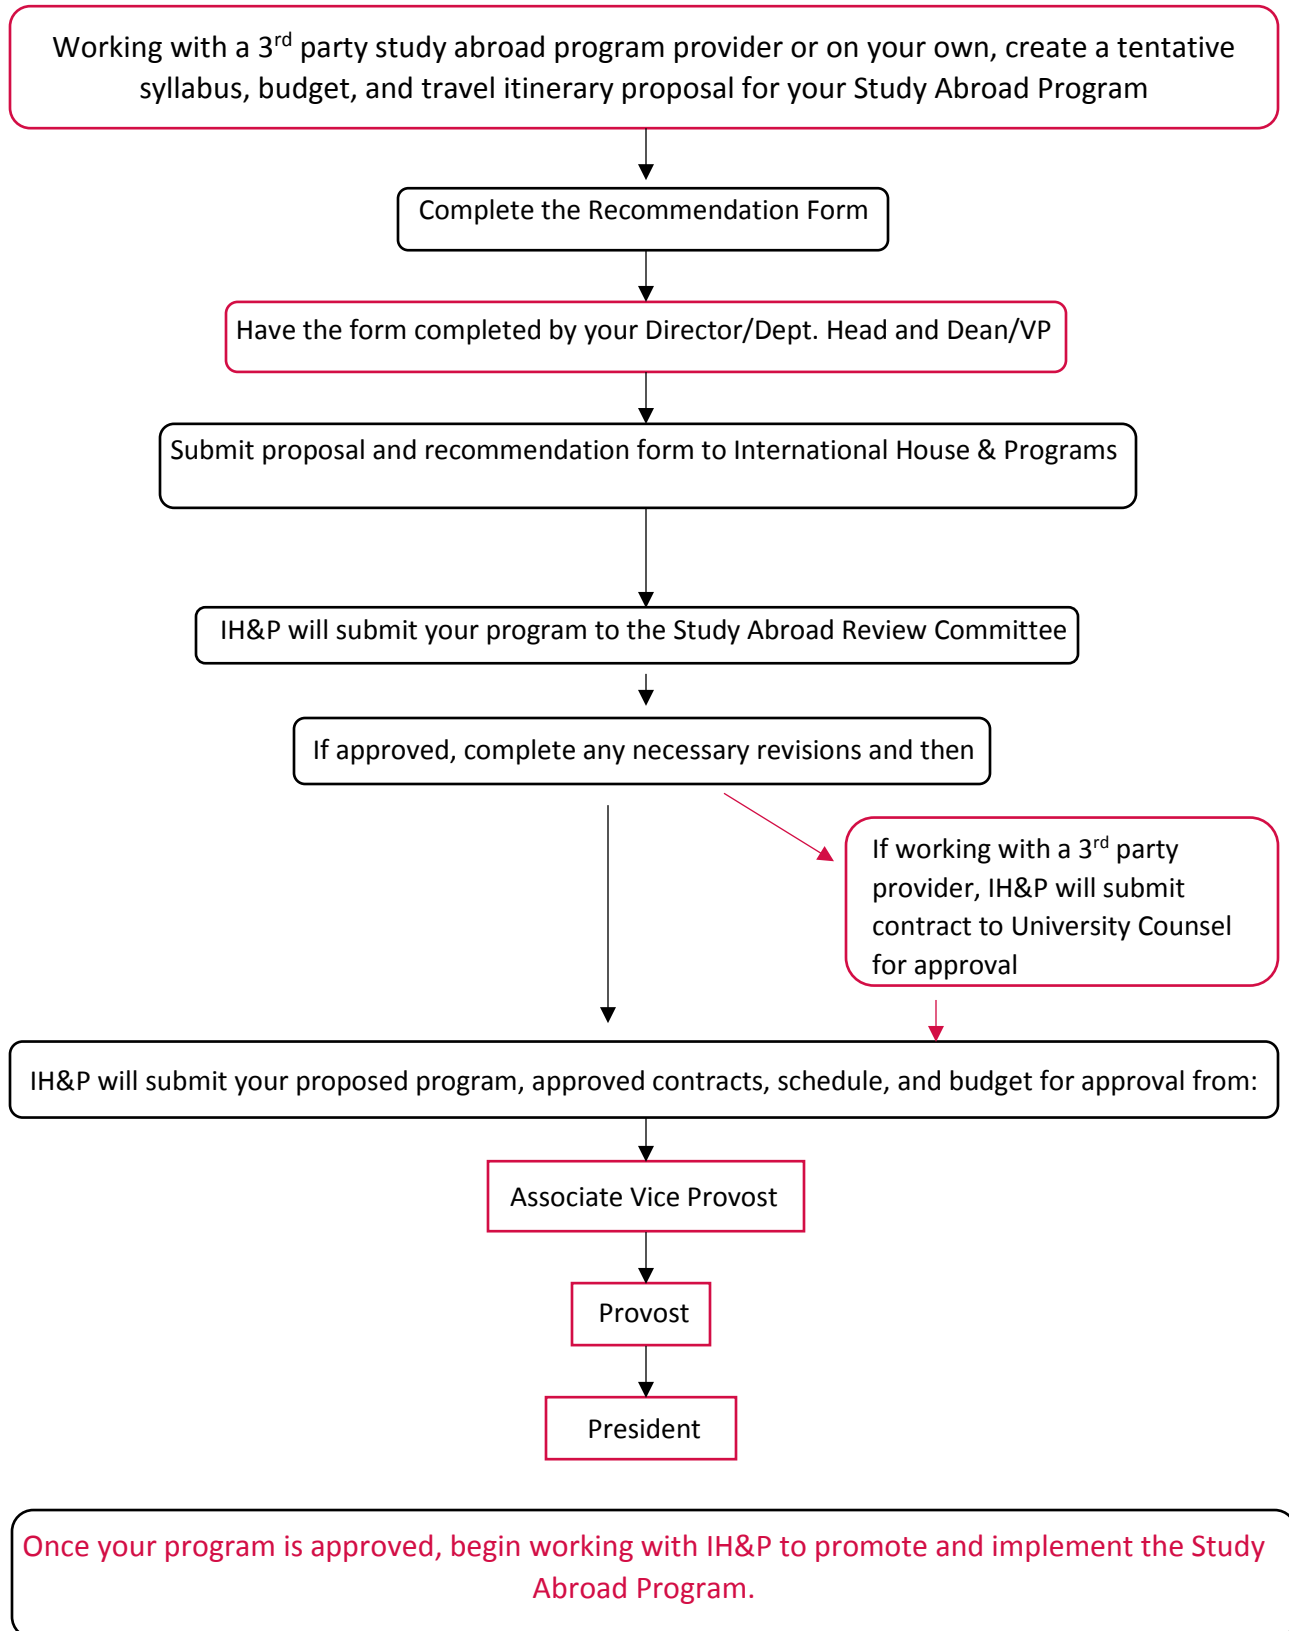 Working with a 3rd party study abroad program provider or on your own, create a tentative
syllabus, budget, and travel itinerary proposal for your Study Abroad Program
Complete the Recommendation Form
Have the form completed by your Director/Dept. Head and Dean/VP
Submit proposal and recommendation form to International House & Programs
IH&P will submit your program to the Study Abroad Review Committee
If approved, complete any necessary revisions and then
If working with a 3rd party
provider, IH&P will submit
contract to University Counsel
for approval
IH&P will submit your proposed program, approved contracts, schedule, and budget for approval from:
Associate Vice Provost
Provost
President
Once your program is approved, begin working with IH&P to promote and implement the Study
Abroad Program.